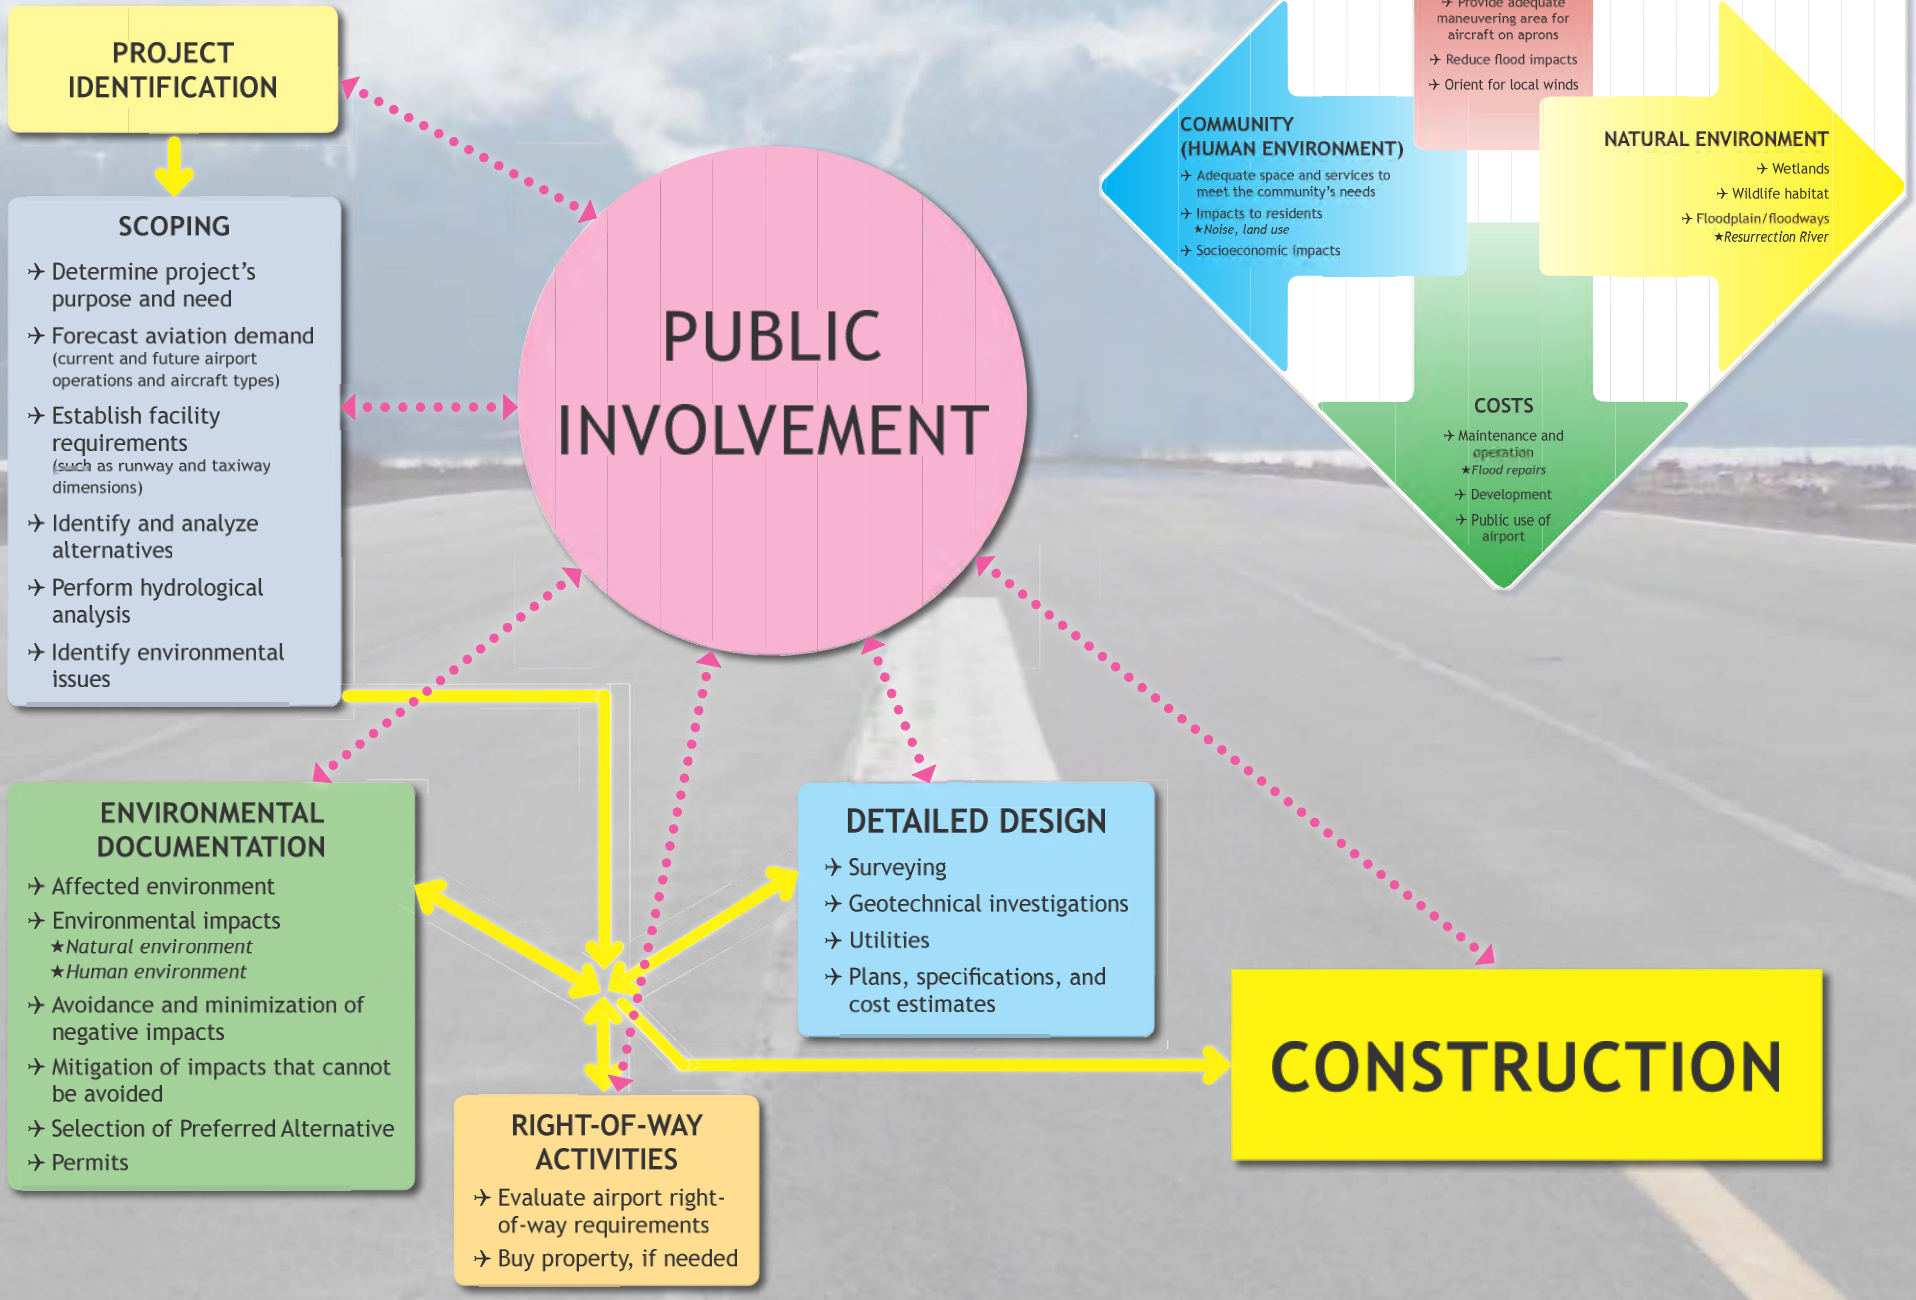 PROJECT
IDENTIFICATION
SCOPING
✈ Determine project's
purpose and need
✈ Forecast aviation demand
(current and future airport
operations and aircraft types)
✈ Establish facility
requirements
(such as runway and taxiway
dimensions)
✈ Identify and analyze
alternatives
✈ Perform hydrological
analysis
✈ Identify environmental
issues
PUBLIC
INVOLVEMENT
✈ Provide adequate
maneuvering area for
aircraft on aprons
✈ Reduce flood impacts
✈ Orient for local winds
COMMUNITY
(HUMAN ENVIRONMENT)
✈ Adequate space and services to
meet the community's needs
✈ Impacts to residents
★Noise, land use
✈ Socioeconomic impacts
NATURAL ENVIRONMENT
✈ Wetlands
✈ Wildlife habitat
✈ Floodplain/floodways
★Resurrection River
COSTS
✈ Maintenance and
operation
★Flood repairs
✈ Development
✈ Public use of
airport
ENVIRONMENTAL
DOCUMENTATION
✈ Affected environment
✈ Environmental impacts
★Natural environment
★Human environment
✈ Avoidance and minimization of
negative impacts
✈ Mitigation of impacts that cannot
be avoided
✈ Selection of Preferred Alternative
✈ Permits
RIGHT-OF-WAY
ACTIVITIES
✈ Evaluate airport right-
of-way requirements
✈ Buy property, if needed
DETAILED DESIGN
✈ Surveying
✈ Geotechnical investigations
✈ Utilities
✈ Plans, specifications, and
cost estimates
CONSTRUCTION